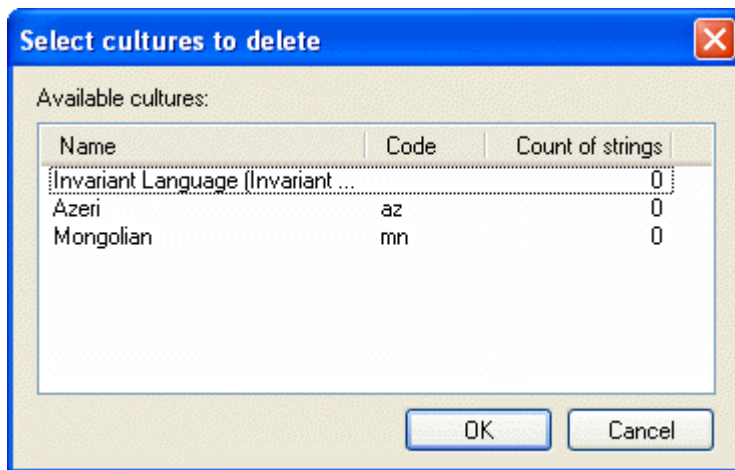 Select cultures to delete
Available cultures:
Name Code Count of strings
Invariant Language (Invariant ... 0
Azeri az 0
Mongolian mn 0
OK Cancel